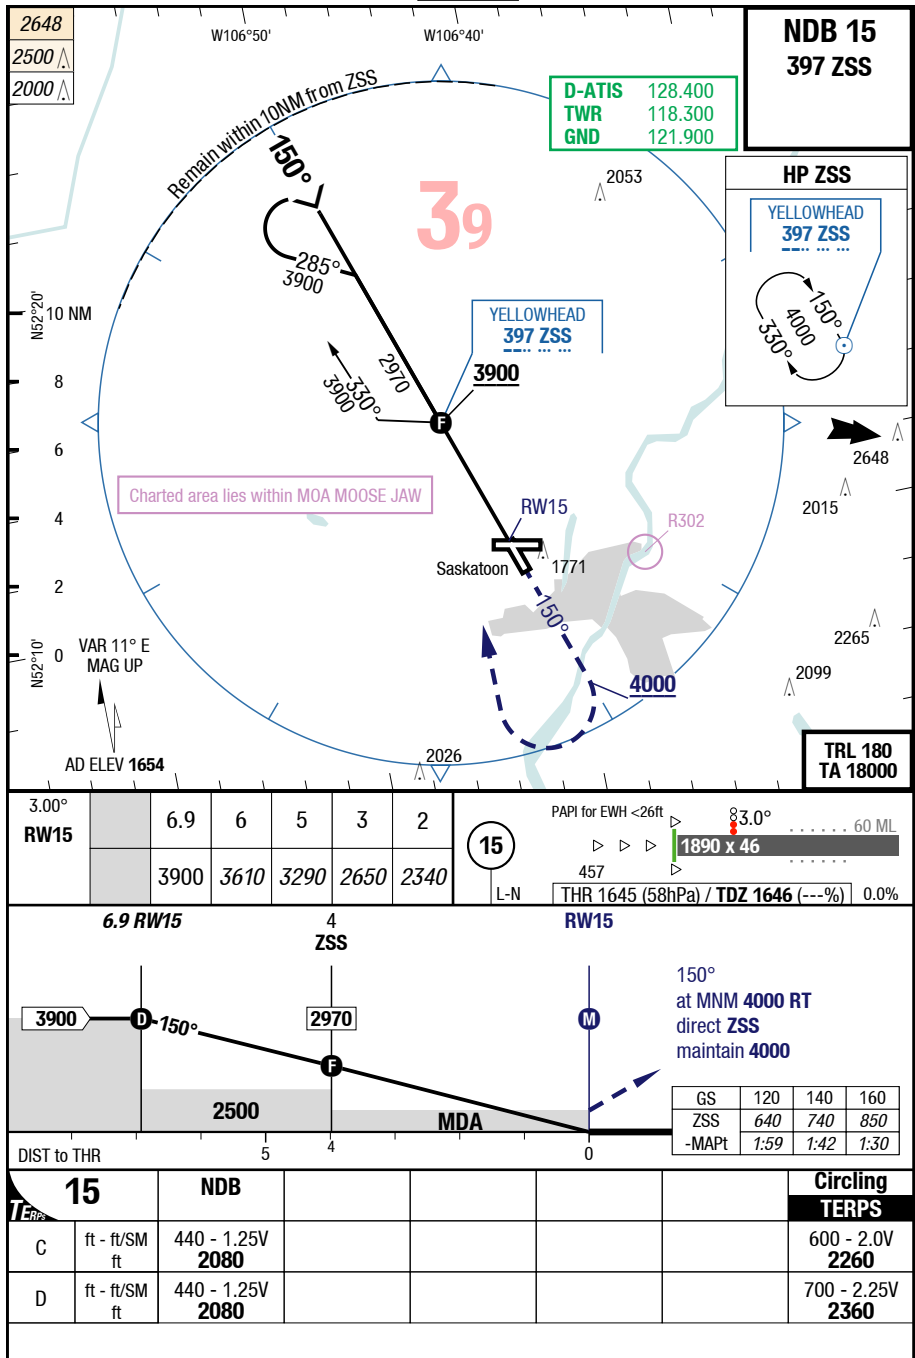 2648
2500
2000
W106°50'
W106°40'
NDB 15
397 ZSS
D-ATIS 128.400
TWR 118.300
GND 121.900
Remain within 10NM from ZSS
150°
39
2053
HP ZSS
YELLOWHEAD
397 ZSS
150°
4000
330°
285°
3900
N52°20'
10 NM
8
6
4
2
0
N52°10'
YELLOWHEAD
397 ZSS
3900
2970
330°
3900
F
2648
2015
Charted area lies within MOA MOOSE JAW
RW15
R302
Saskatoon
1771
150°
2265
VAR 11° E
MAG UP
2099
4000
AD ELEV 1654
2026
TRL 180
TA 18000
3.00°
RW15
6.9 6 5 3 2
3900 3610 3290 2650 2340
15
L-N
PAPI for EWH <26ft
3.0°
60 ML
1890 x 46
457
THR 1645 (58hPa) / TDZ 1646 (---%) 0.0%
6.9 RW15
4
ZSS
RW15
3900
D
150°
2970
F
M
150°
at MNM 4000 RT
direct ZSS
maintain 4000
2500
MDA
GS 120 140 160
ZSS 640 740 850
-MAPt 1:59 1:42 1:30
DIST to THR
5
4
0
TERPS
15
NDB
Circling
TERPS
C
ft - ft/SM
ft
440 - 1.25V
2080
600 - 2.0V
2260
D
ft - ft/SM
ft
440 - 1.25V
2080
700 - 2.25V
2360